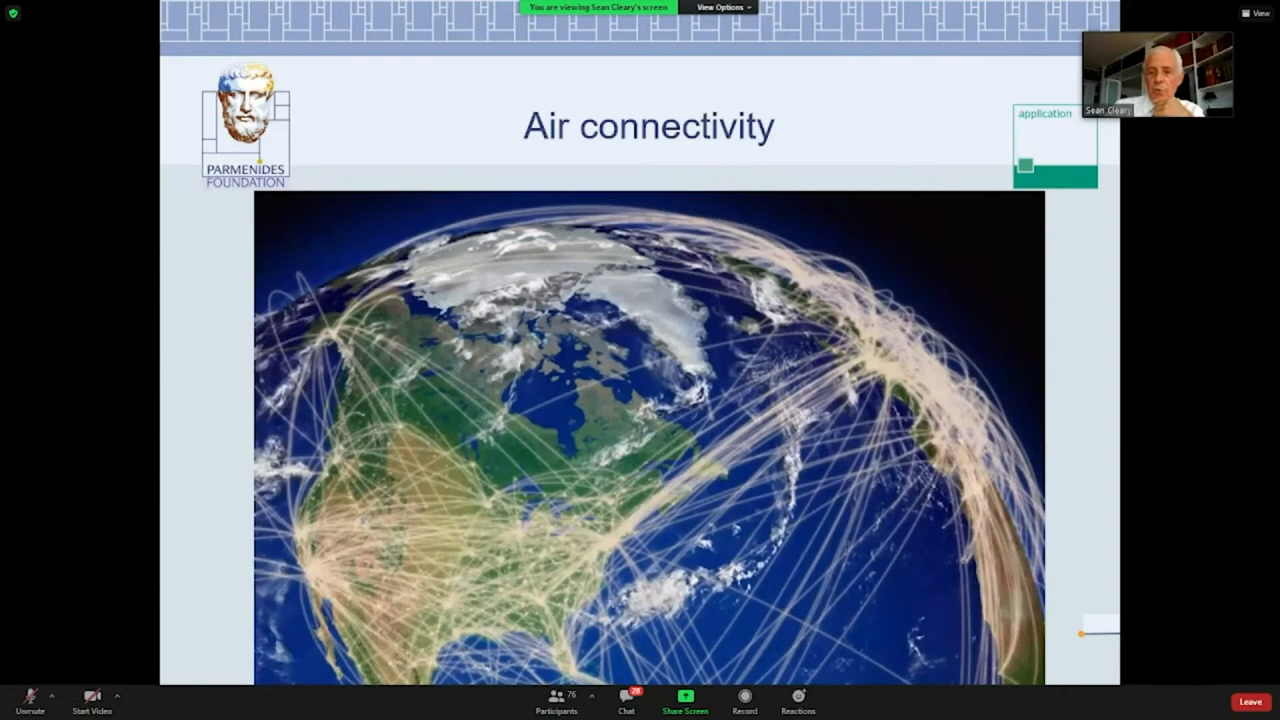 You are viewing Sean Cleary's screen
View Options
View
Air connectivity
PARMENIDES
FOUNDATION
application
Sean Cleary
Unmute
Start Video
76
Participants
28
Chat
Share Screen
Record
Reactions
Leave